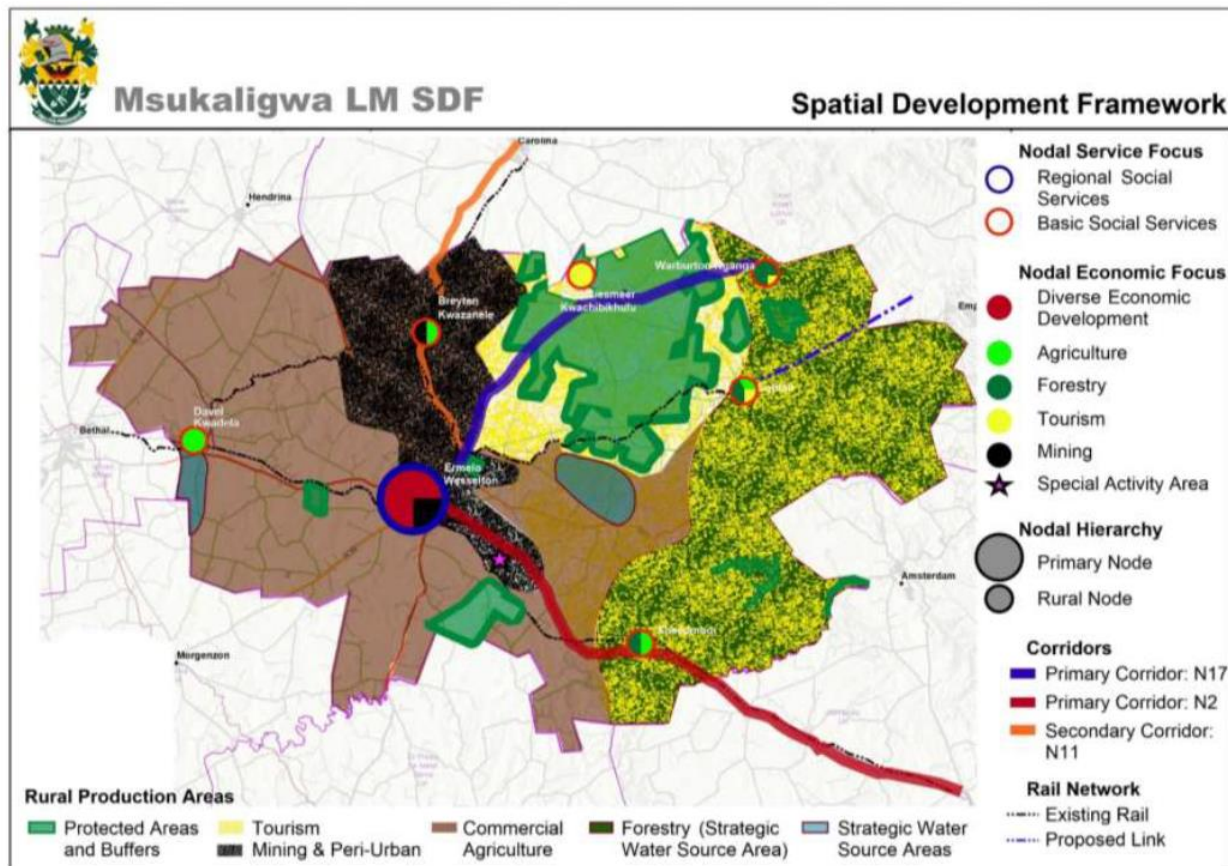 Msukaligwa LM SDF
Spatial Development Framework
Nodal Service Focus
Regional Social
Services
Basic Social Services
Nodal Economic Focus
Diverse Economic
Development
Agriculture
Forestry
Tourism
Mining
Special Activity Area
Nodal Hierarchy
Primary Node
Rural Node
Corridors
Primary Corridor: N17
Primary Corridor: N2
Secondary Corridor:
N11
Rail Network
Existing Rail
Proposed Link
Carolina
Hendrina
Breyten
Kwazanele
Kwachibikhulu
Davel
Kwadela
Bethal
Ermelo
Wesselton
Amsterdam
Morgenzon
Rural Production Areas
Protected Areas
and Buffers
Tourism
Mining & Peri-Urban
Commercial
Agriculture
Forestry (Strategic
Water Source Area)
Strategic Water
Source Areas